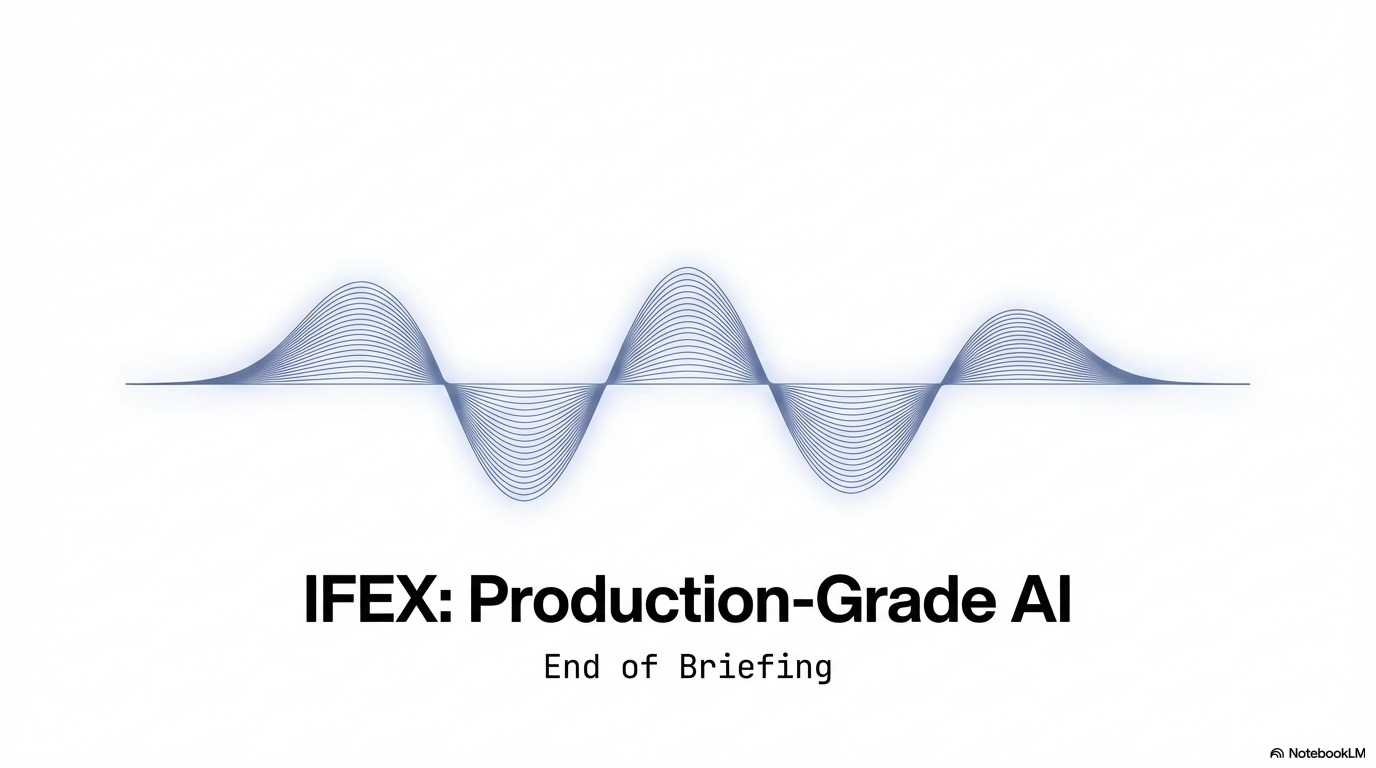 IFEX: Production-Grade AI
End of Briefing
NotebookLM